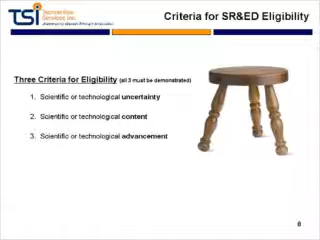 TSI
Criteria for SR&ED Eligibility
Three Criteria for Eligibility (all 3 must be demonstrated)
1. Scientific or technological uncertainty
2. Scientific or technological content
3. Scientific or technological advancement
8